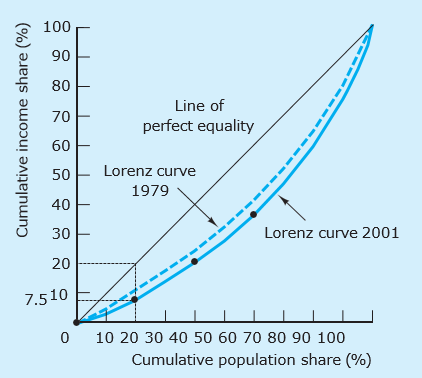 Cumulative income share (%)
100
90
80
70
60
50
40
30
20
7.5 10
Line of
perfect equality
Lorenz curve
1979
Lorenz curve 2001
0 10 20 30 40 50 60 70 80 90 100
Cumulative population share (%)